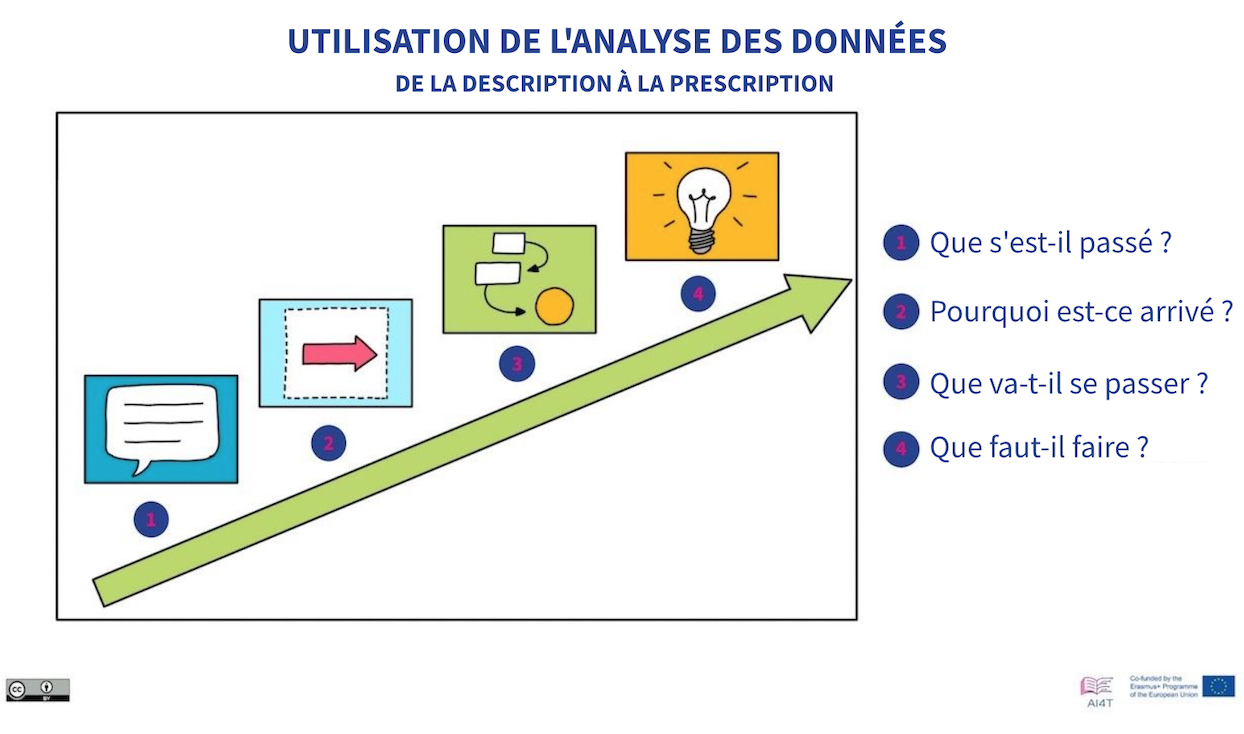 UTILISATION DE L'ANALYSE DES DONNÉES
DE LA DESCRIPTION À LA PRESCRIPTION
1
2
3
4
1 Que s'est-il passé ?
2 Pourquoi est-ce arrivé ?
3 Que va-t-il se passer ?
4 Que faut-il faire ?
cc BY
AI4T
Co-funded by the
Erasmus+ Programme
of the European Union